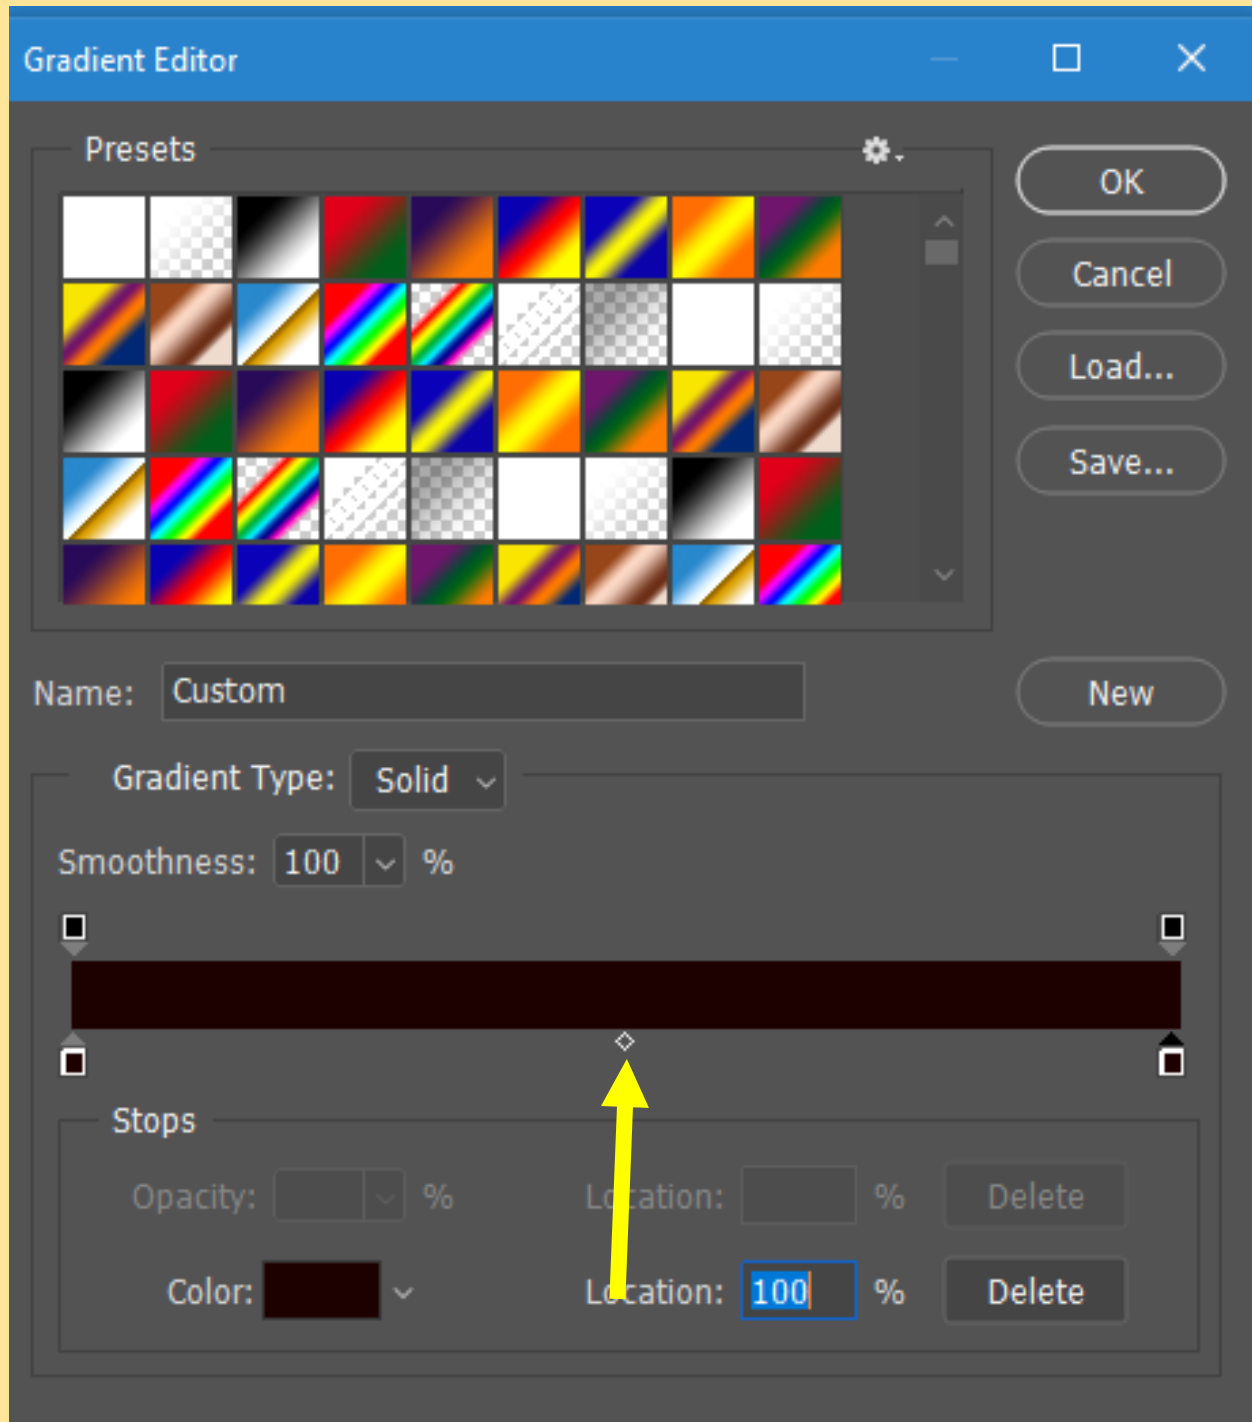 Gradient Editor
Presets
OK
Cancel
Load...
Save...
Name: Custom
New
Gradient Type: Solid
Smoothness: 100 %
Stops
Opacity: % Location: % Delete
Color: Location: 100 % Delete